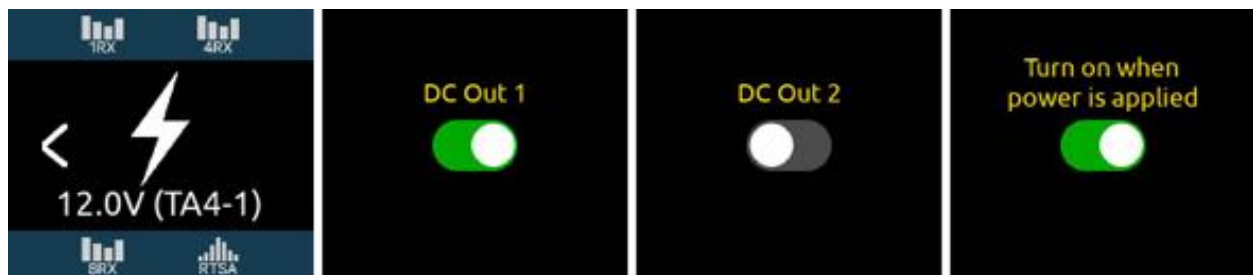 1RX 4RX
12.0V (TA4-1)
8RX RTSA
DC Out 1
DC Out 2
Turn on when
power is applied